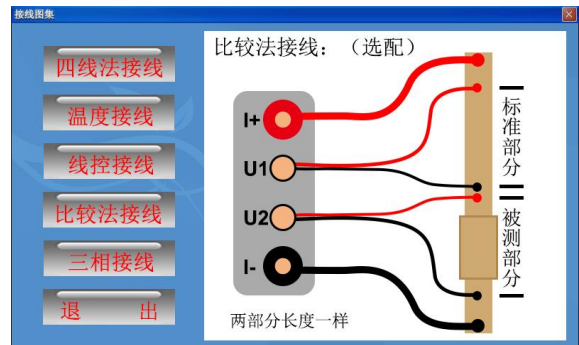 接线图集
四线法接线
温度接线
线控接线
比较法接线
三相接线
退 出
比较法接线：（选配）
I+
U1
U2
I-
标准部分
被测部分
两部分长度一样